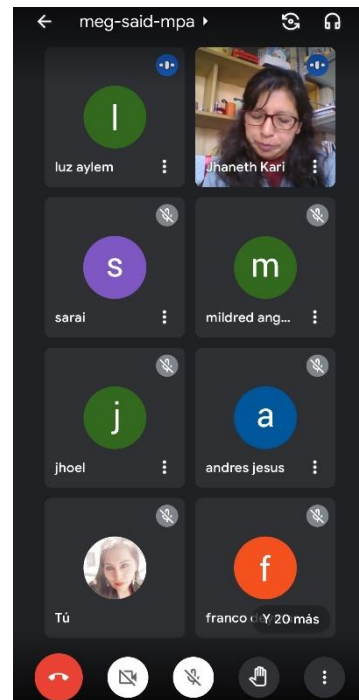 meg-said-mpa
l
luz aylem
Jhaneth Kari
s
sarai
m
mildred ang...
j
jhoel
a
andres jesus
Tú
f
franco
Y 20 más